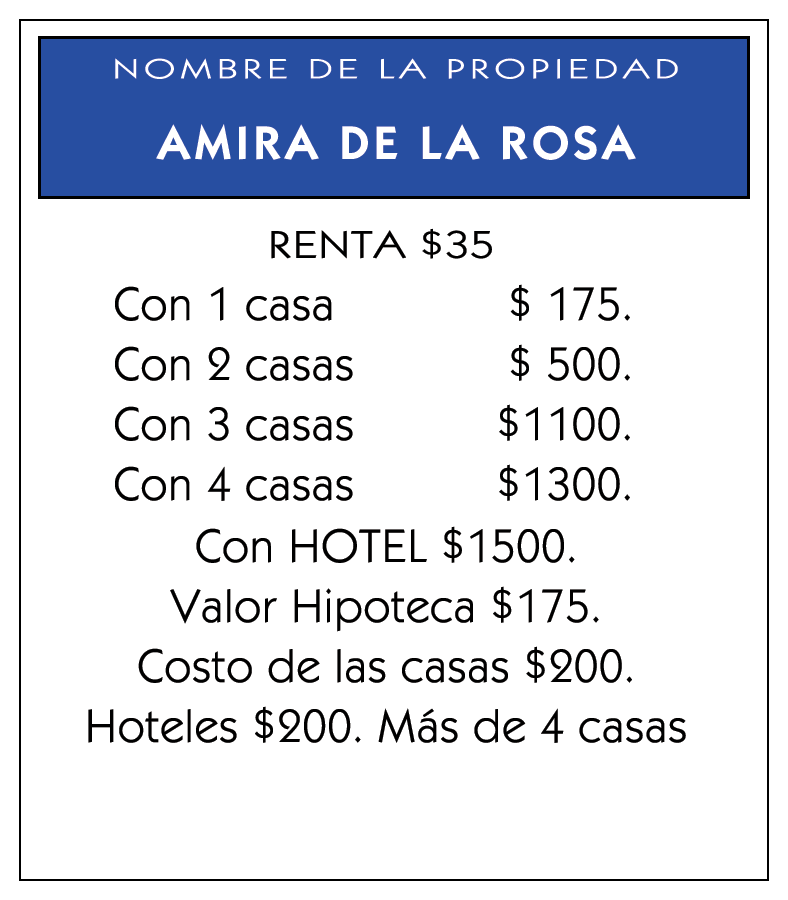 NOMBRE DE LA PROPIEDAD
AMIRA DE LA ROSA
RENTA $35
Con 1 casa $ 175.
Con 2 casas $ 500.
Con 3 casas $1100.
Con 4 casas $1300.
Con HOTEL $1500.
Valor Hipoteca $175.
Costo de las casas $200.
Hoteles $200. Más de 4 casas